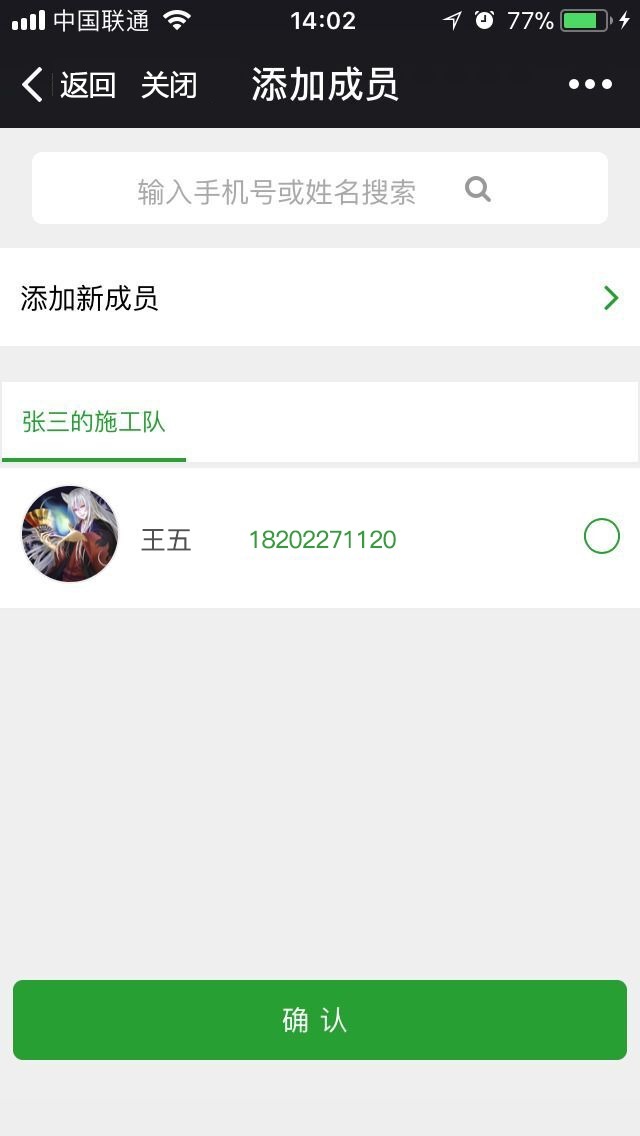 中国联通 14:02 77%
返回 关闭 添加成员
输入手机号或姓名搜索
添加新成员
张三的施工队
王五 18202271120
确 认